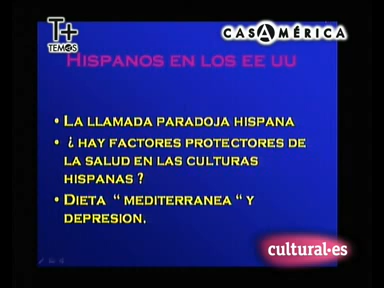 T+
TEMAS
CASAMÉRICA
HISPANOS EN LOS EE UU
• LA LLAMADA PARADOJA HISPANA
• ¿ HAY FACTORES PROTECTORES DE
LA SALUD EN LAS CULTURAS
HISPANAS ?
• DIETA “ MEDITERRANEA “ Y
DEPRESION.
cultural·es